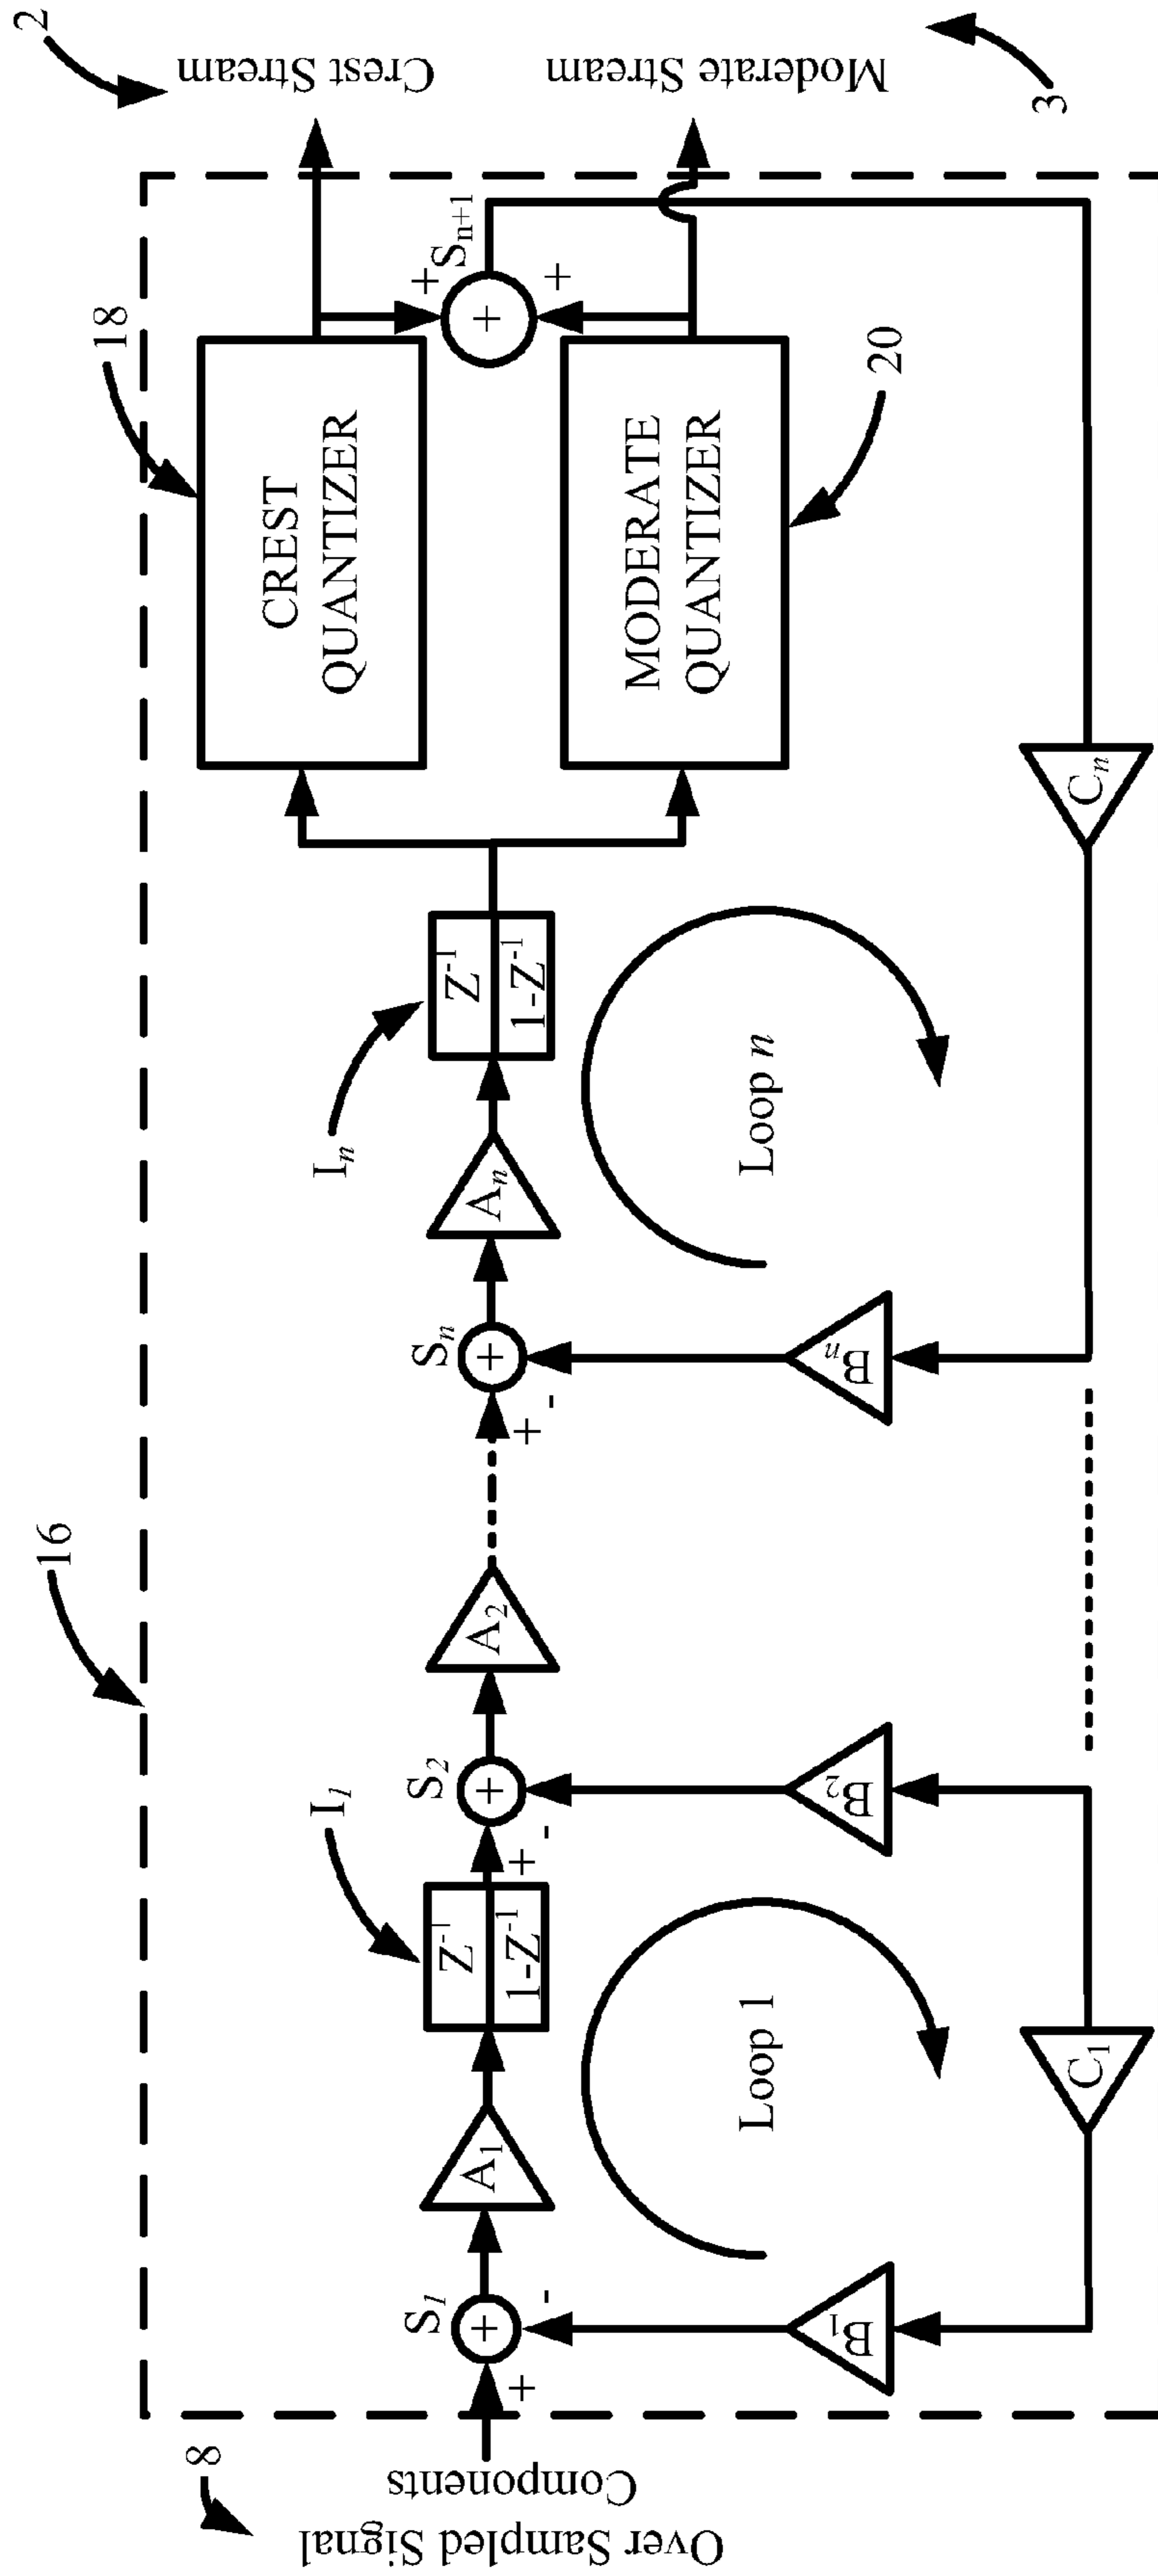 8
Over Sampled Signal
Components
+
S1
+
-
B1
A1
Z-1
1-Z-1
I1
Loop 1
C1
+
-
S2
+
B2
A2
16
+
-
Sn
+
Bn
An
In
Z-1
1-Z-1
Loop n
Cn
18
CREST
QUANTIZER
MODERATE
QUANTIZER
20
+
+
+
Sn+1
2
Crest Stream
Moderate Stream
3